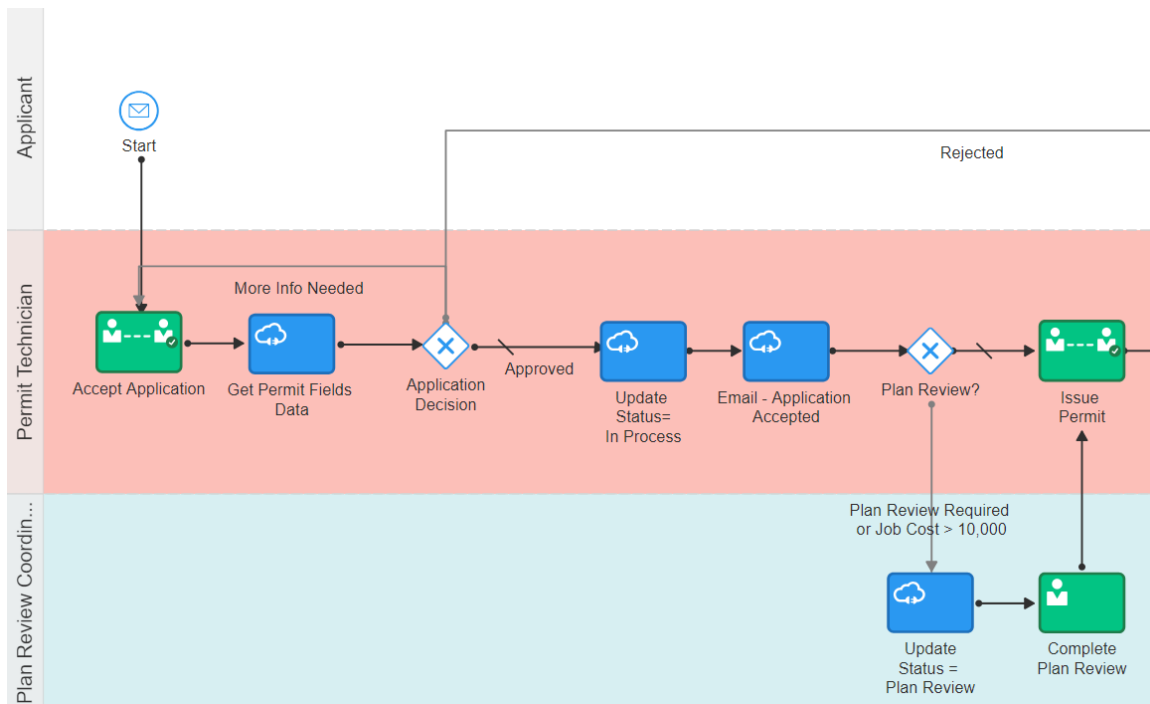 Applicant
Start
Rejected
Permit Technician
More Info Needed
Accept Application
Get Permit Fields
Data
Application
Decision
Approved
Update
Status=
In Process
Email - Application
Accepted
Plan Review?
Issue
Permit
Plan Review Coordin...
Plan Review Required
or Job Cost > 10,000
Update
Status =
Plan Review
Complete
Plan Review